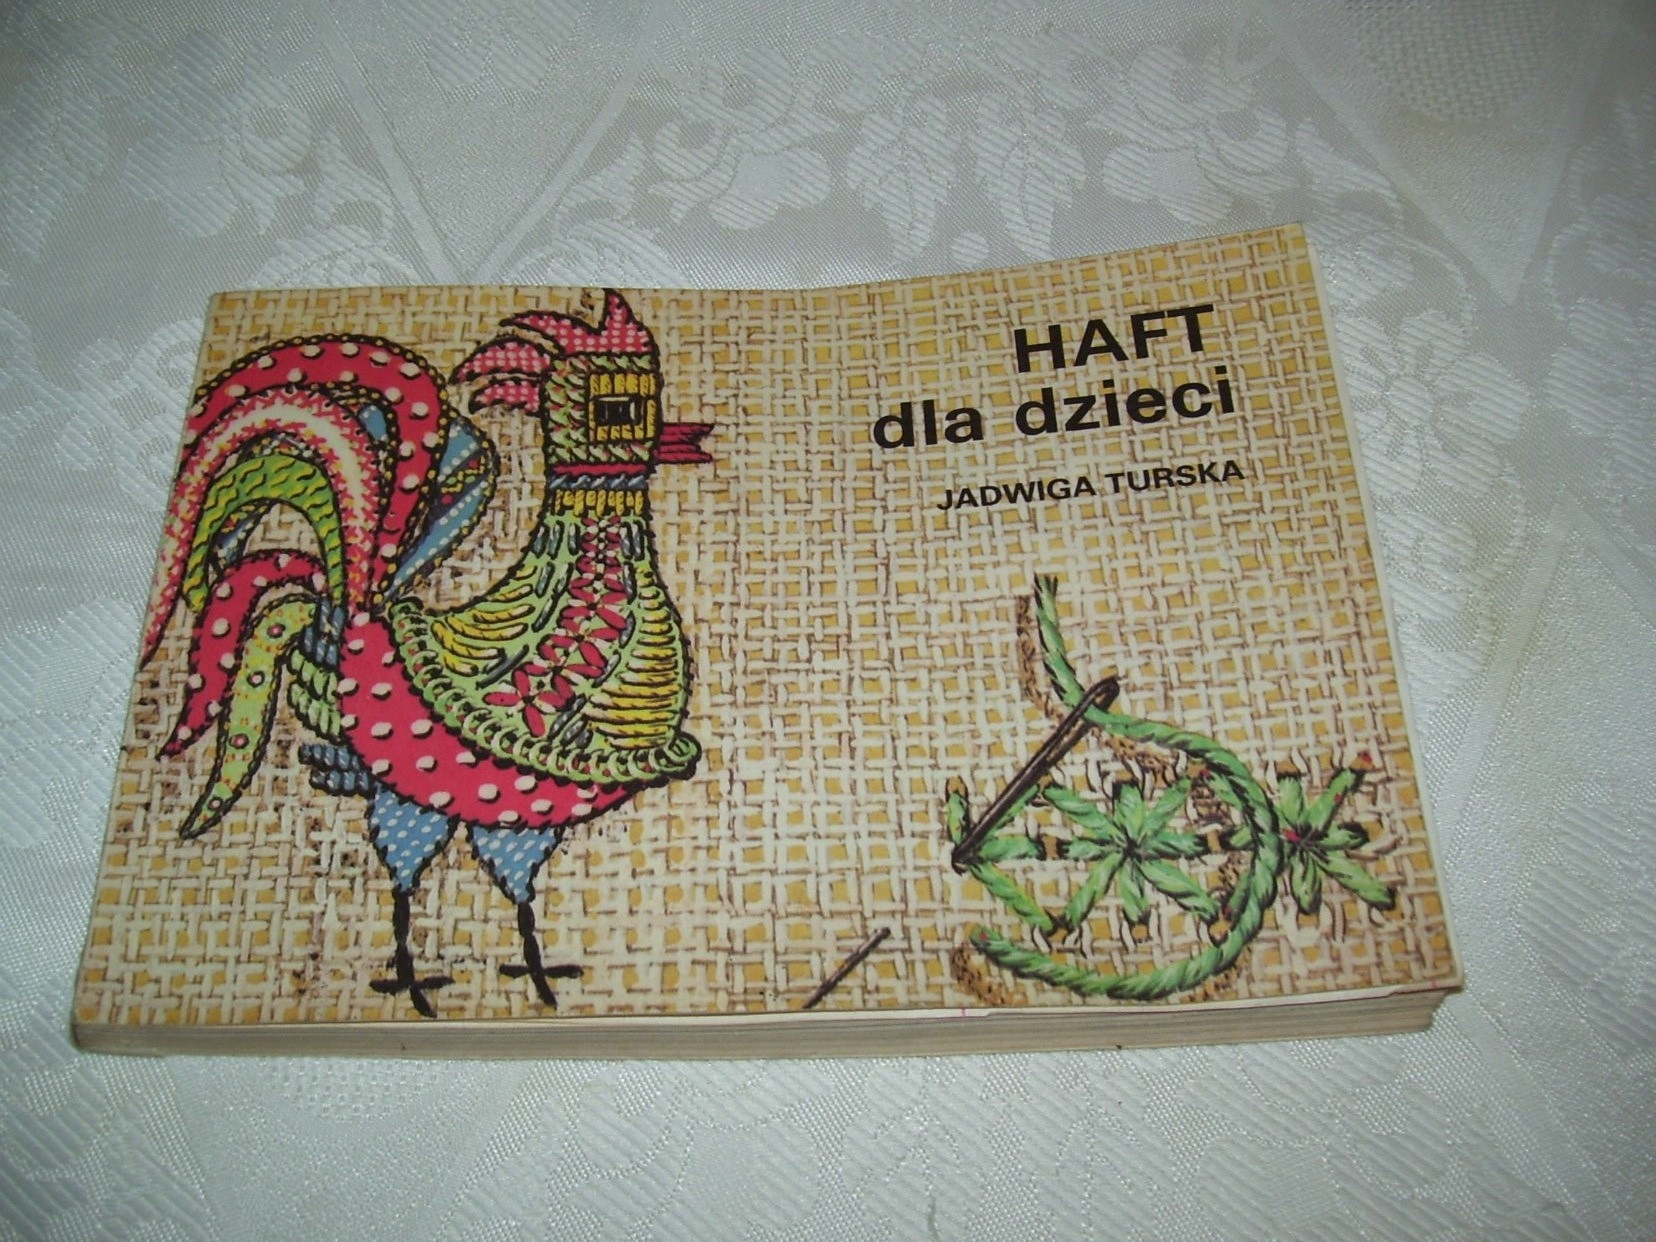 HAFT
dla dzieci
JADWIGA TURSKA